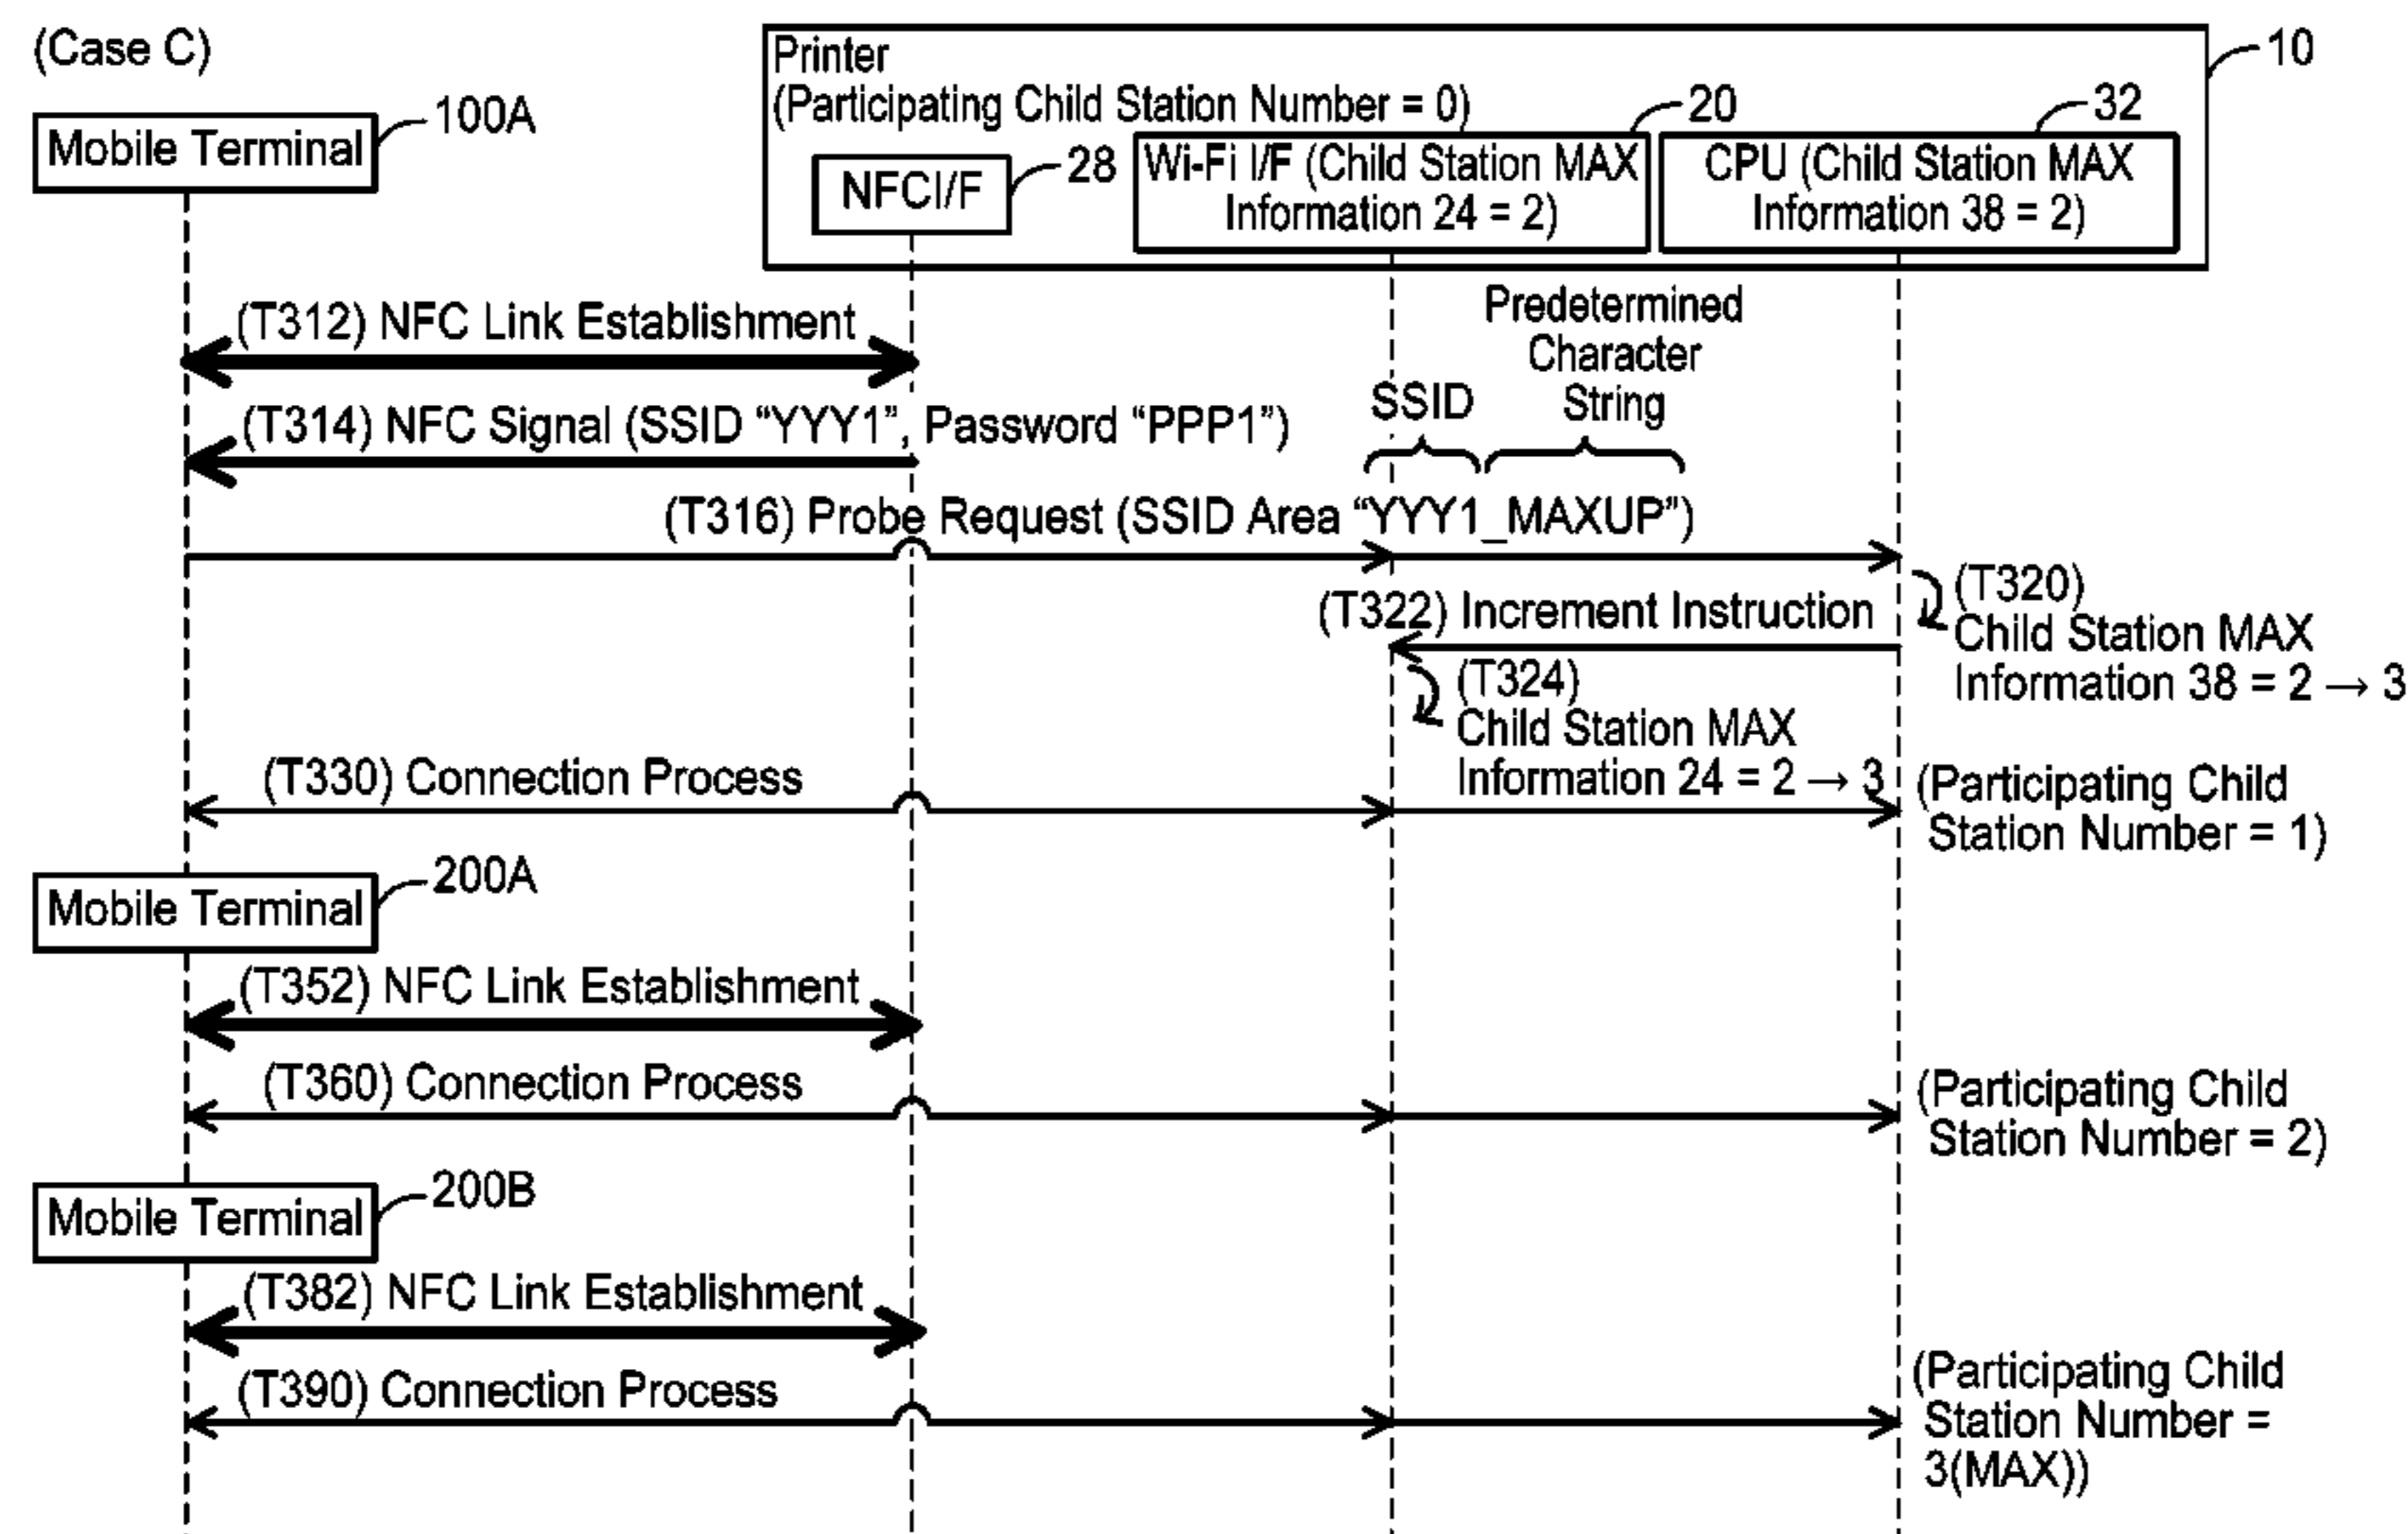 (Case C)
Printer
(Participating Child Station Number = 0)
10
100A
Mobile Terminal
28
NFCI/F
20
Wi-Fi I/F (Child Station MAX
Information 24 = 2)
32
CPU (Child Station MAX
Information 38 = 2)
(T312) NFC Link Establishment
Predetermined
Character
String
SSID
(T314) NFC Signal (SSID “YYY1”, Password “PPP1”)
(T316) Probe Request (SSID Area “YYY1_MAXUP”)
(T320)
Child Station MAX
Information 38 = 2 → 3
(T322) Increment Instruction
(T324)
Child Station MAX
Information 24 = 2 → 3
(T330) Connection Process
(Participating Child
Station Number = 1)
200A
Mobile Terminal
(T352) NFC Link Establishment
(T360) Connection Process
(Participating Child
Station Number = 2)
200B
Mobile Terminal
(T382) NFC Link Establishment
(T390) Connection Process
(Participating Child
Station Number =
3(MAX))